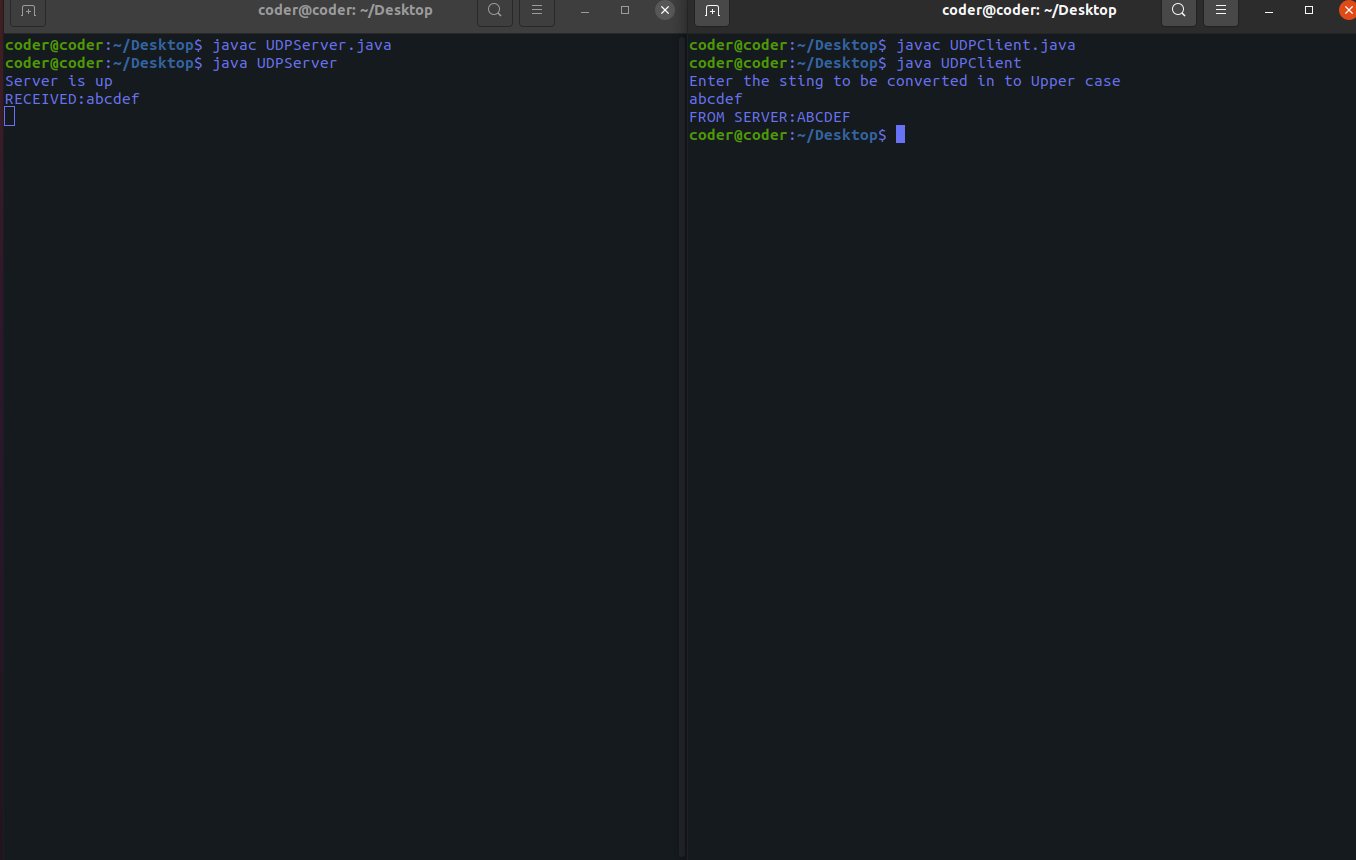 coder@coder: ~/Desktop
coder@coder:~/Desktop$ javac UDPServer.java
coder@coder:~/Desktop$ java UDPServer
Server is up
RECEIVED:abcdef
coder@coder: ~/Desktop
coder@coder:~/Desktop$ javac UDPClient.java
coder@coder:~/Desktop$ java UDPClient
Enter the sting to be converted in to Upper case
abcdef
FROM SERVER:ABCDEF
coder@coder:~/Desktop$